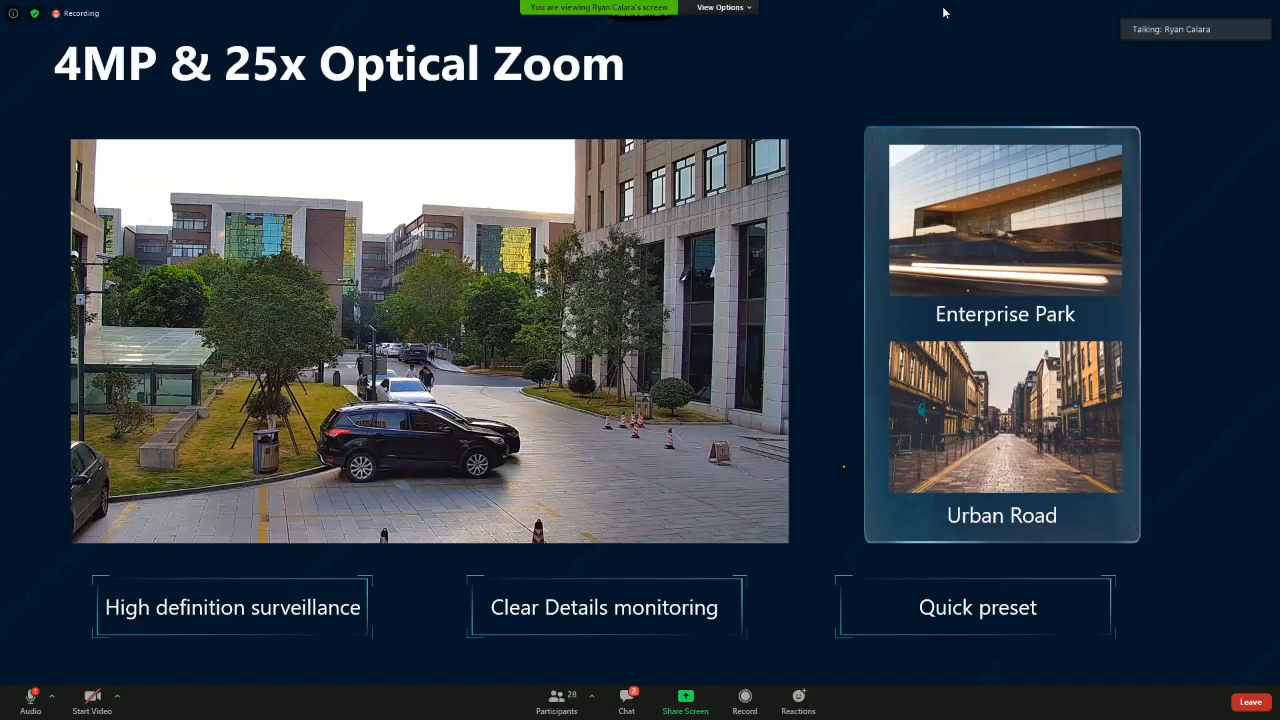 Recording
You are viewing Ryan Calara's screen
View Options
Talking: Ryan Calara
4MP & 25x Optical Zoom
Enterprise Park
Urban Road
High definition surveillance
Clear Details monitoring
Quick preset
Audio
Start Video
28
Participants
2
Chat
Share Screen
Record
Reactions
Leave